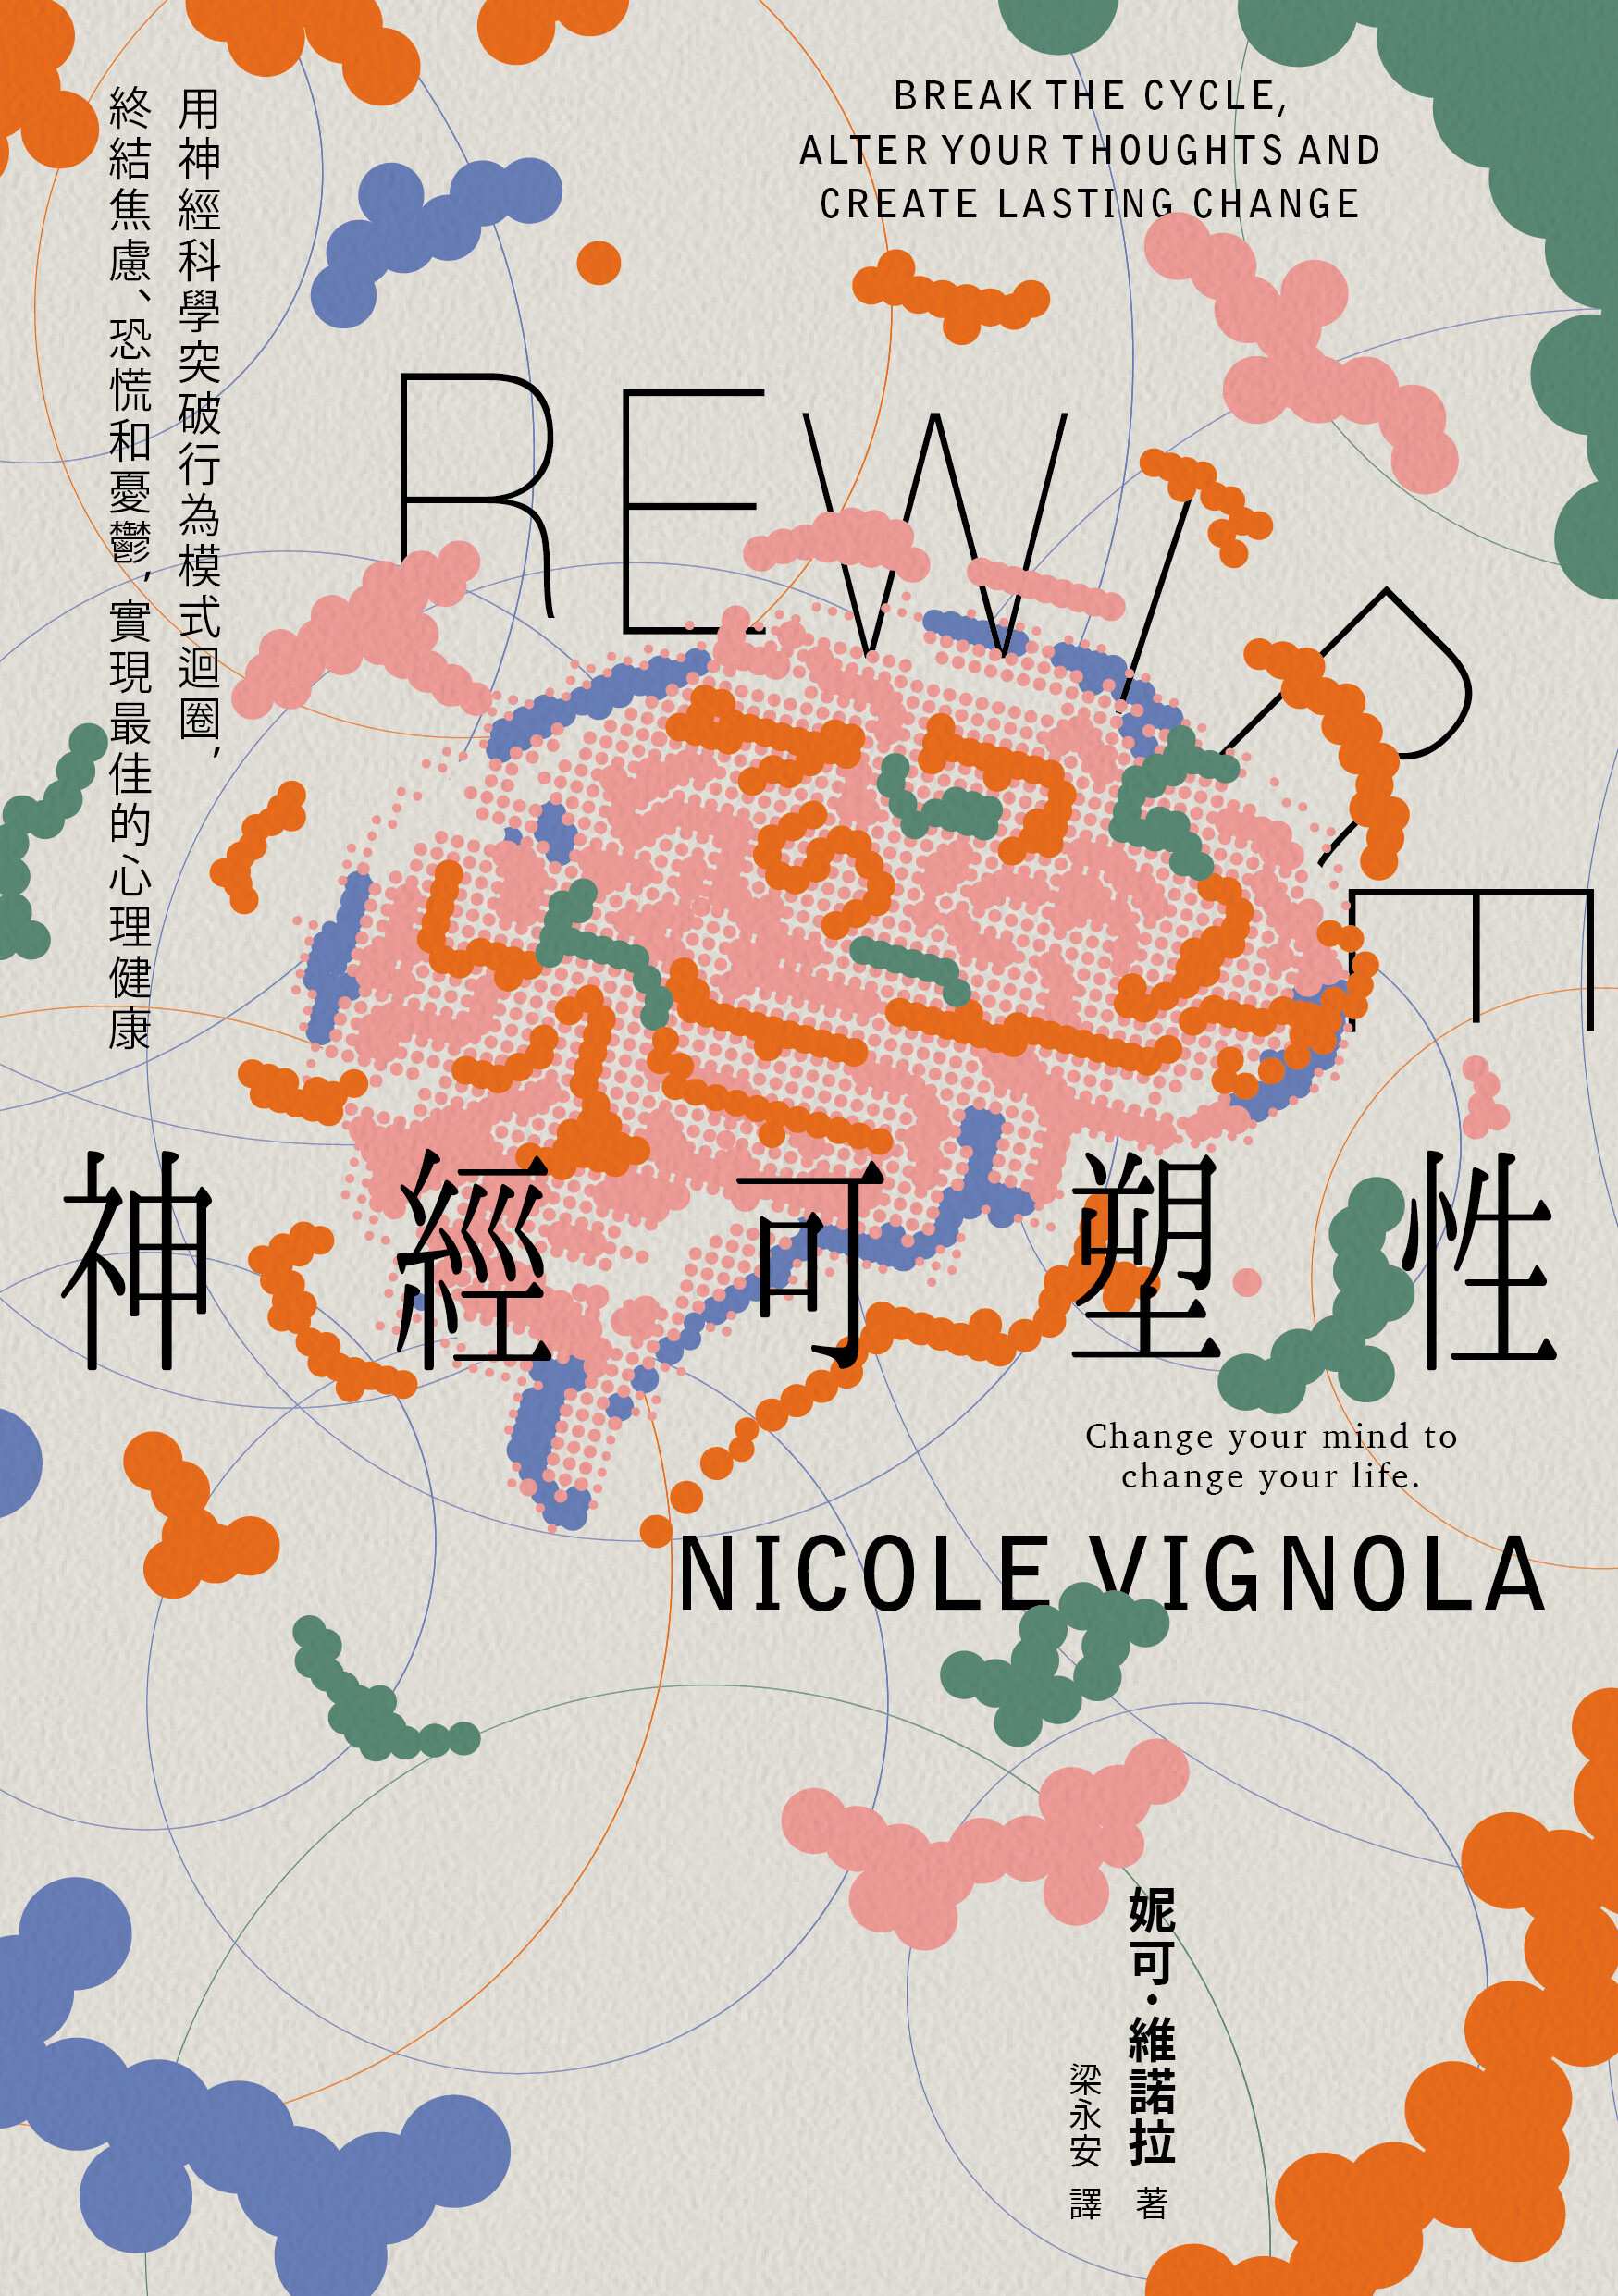 BREAK THE CYCLE,
ALTER YOUR THOUGHTS AND
CREATE LASTING CHANGE
用神經科學突破行為模式迴圈，
終結焦慮、恐慌和憂鬱，實現最佳的心理健康
REWIRE
神經可塑性
Change your mind to
change your life.
NICOLE VIGNOLA
妮可·維諾拉 著
梁永安 譯